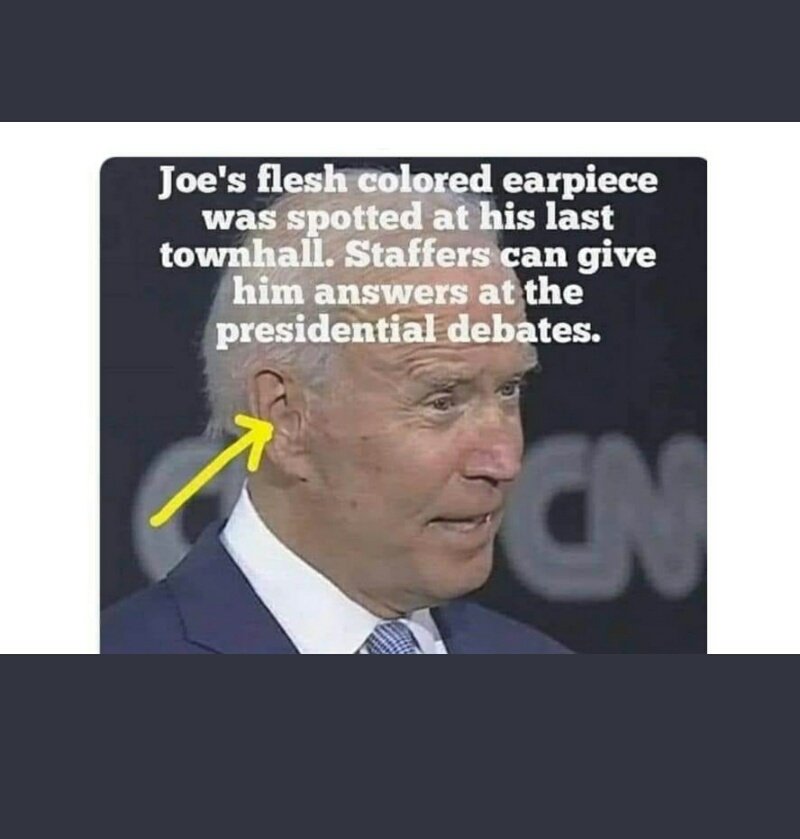 Joe's flesh colored earpiece
was spotted at his last
townhall. Staffers can give
him answers at the
presidential debates.
CN